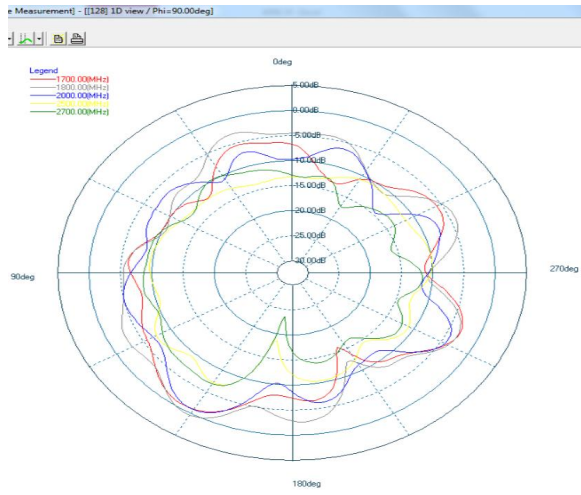 e Measurement] - [[128] 1D view / Phi=90.00deg]
0deg
Legend
1700.00(MHz)
1800.00(MHz)
2000.00(MHz)
2700.00(MHz)
5.00dB
0.00dB
-5.00dB
-10.00dB
-15.00dB
-20.00dB
-25.00dB
-30.00dB
90deg
270deg
180deg